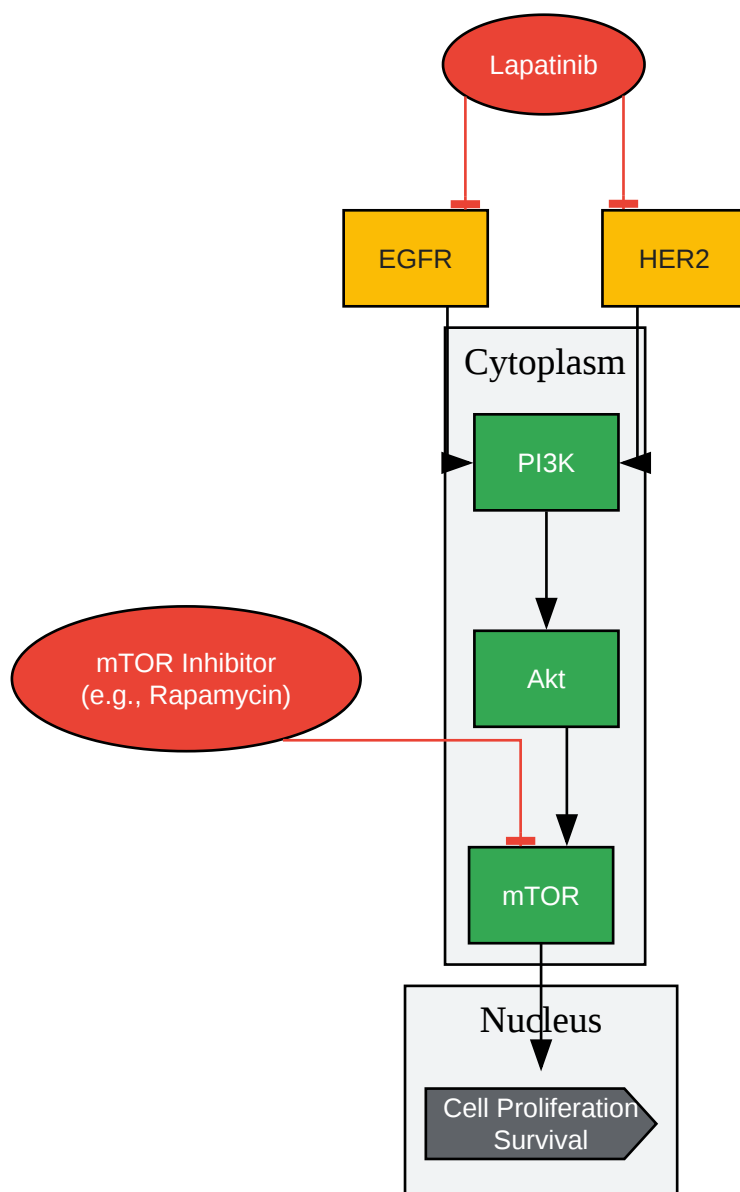 Lapatinib
EGFR
HER2
Cytoplasm
PI3K
mTOR Inhibitor
(e.g., Rapamycin)
Akt
mTOR
Nucleus
Cell Proliferation
Survival